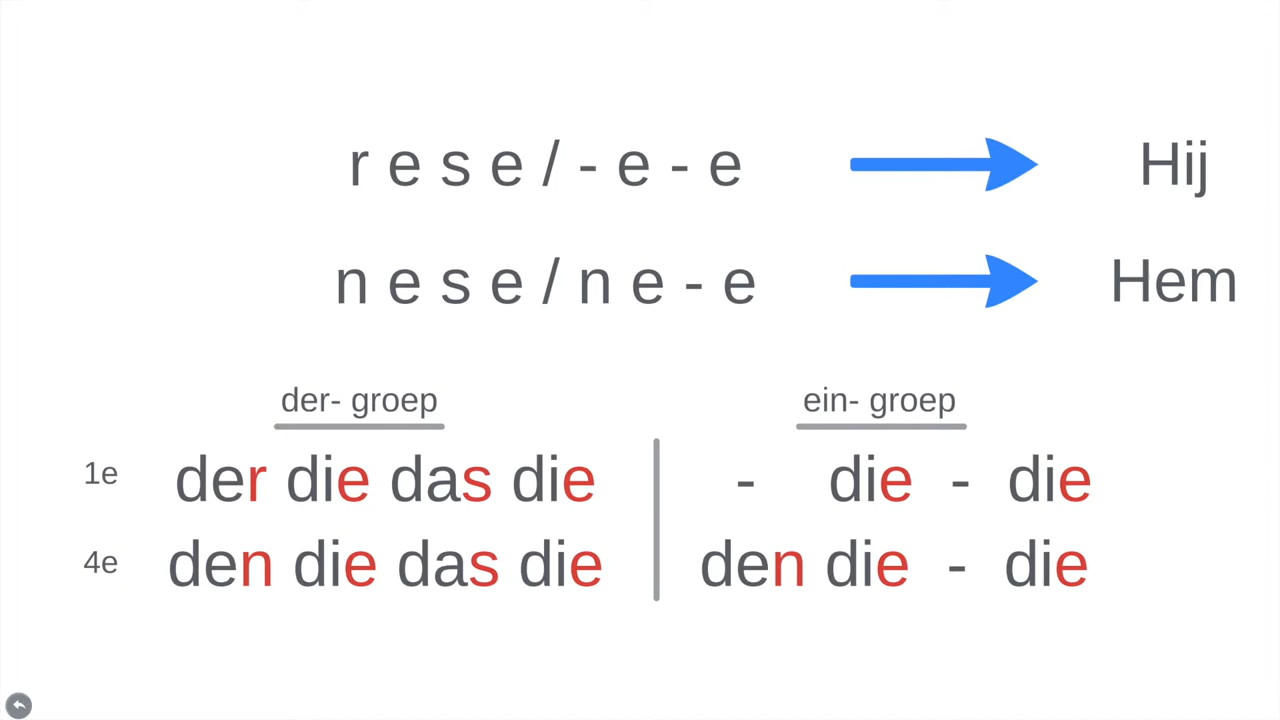 r e s e / - e - e Hij
n e s e / n e - e Hem
der- groep ein- groep
1e der die das die - die - die
4e den die das die den die - die